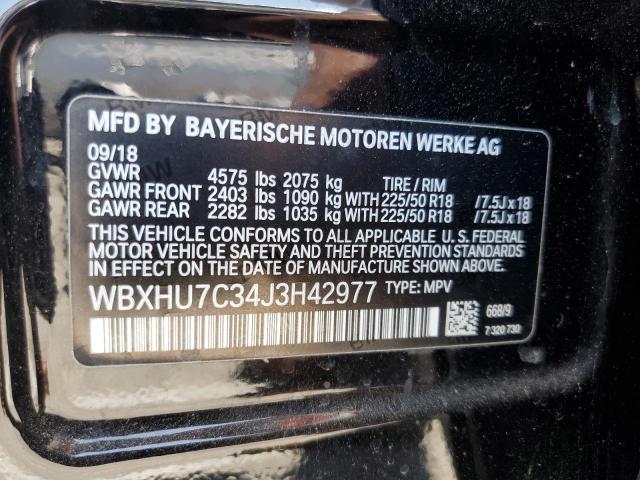 MFD BY BAYERISCHE MOTOREN WERKE AG
09/18
GVWR 4575 lbs 2075 kg TIRE / RIM
GAWR FRONT 2403 lbs 1090 kg WITH 225/50 R18 /7.5J x 18
GAWR REAR 2282 lbs 1035 kg WITH 225/50 R18 /7.5J x 18
THIS VEHICLE CONFORMS TO ALL APPLICABLE U. S. FEDERAL
MOTOR VEHICLE SAFETY AND THEFT PREVENTION
STANDARDS IN EFFECT ON THE DATE OF MANUFACTURE SHOWN ABOVE.
WBXHU7C34J3H42977 TYPE: MPV
668/9
7 320 730